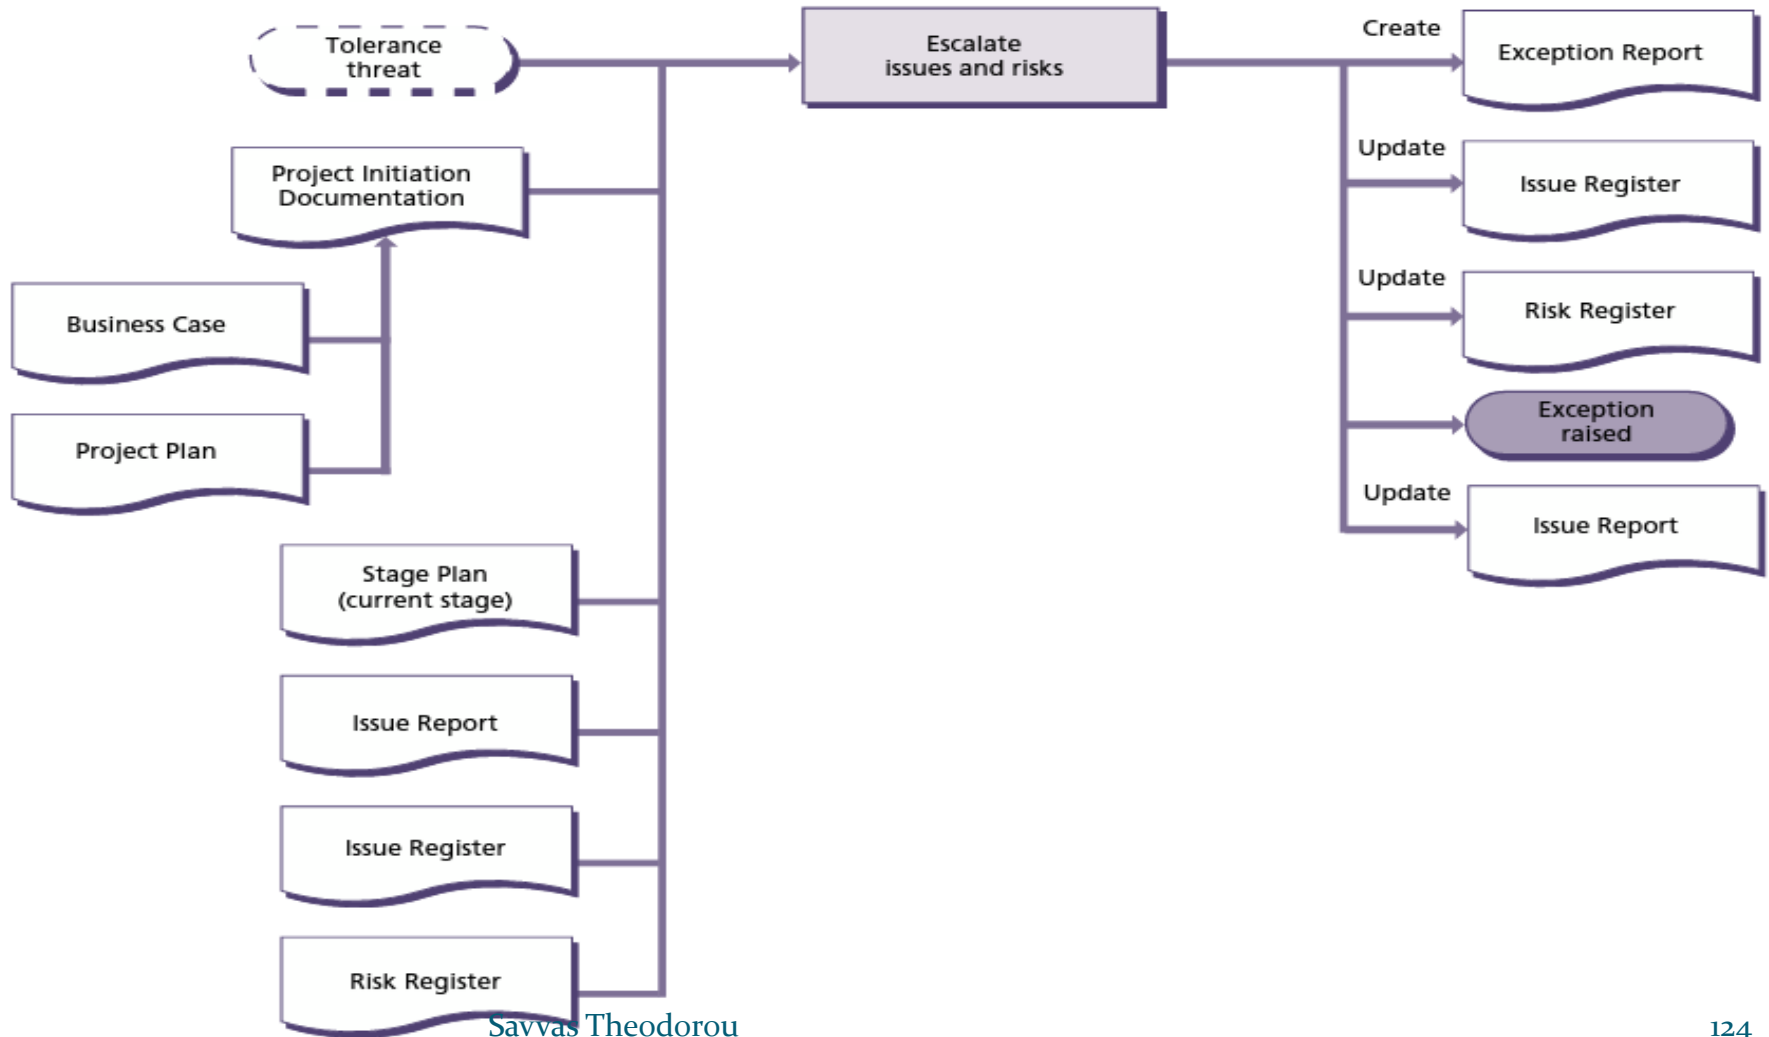 Tolerance
threat
Escalate
issues and risks
Create
Exception Report
Project Initiation
Documentation
Update
Issue Register
Business Case
Update
Risk Register
Project Plan
Exception
raised
Update
Issue Report
Stage Plan
(current stage)
Issue Report
Issue Register
Risk Register
Savvas Theodorou
124